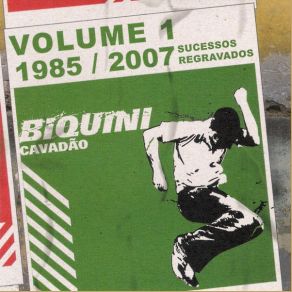 VOLUME 1
1985 / 2007 SUCESSOS
REGRAVADOS
BIQUINI
CAVADÃO